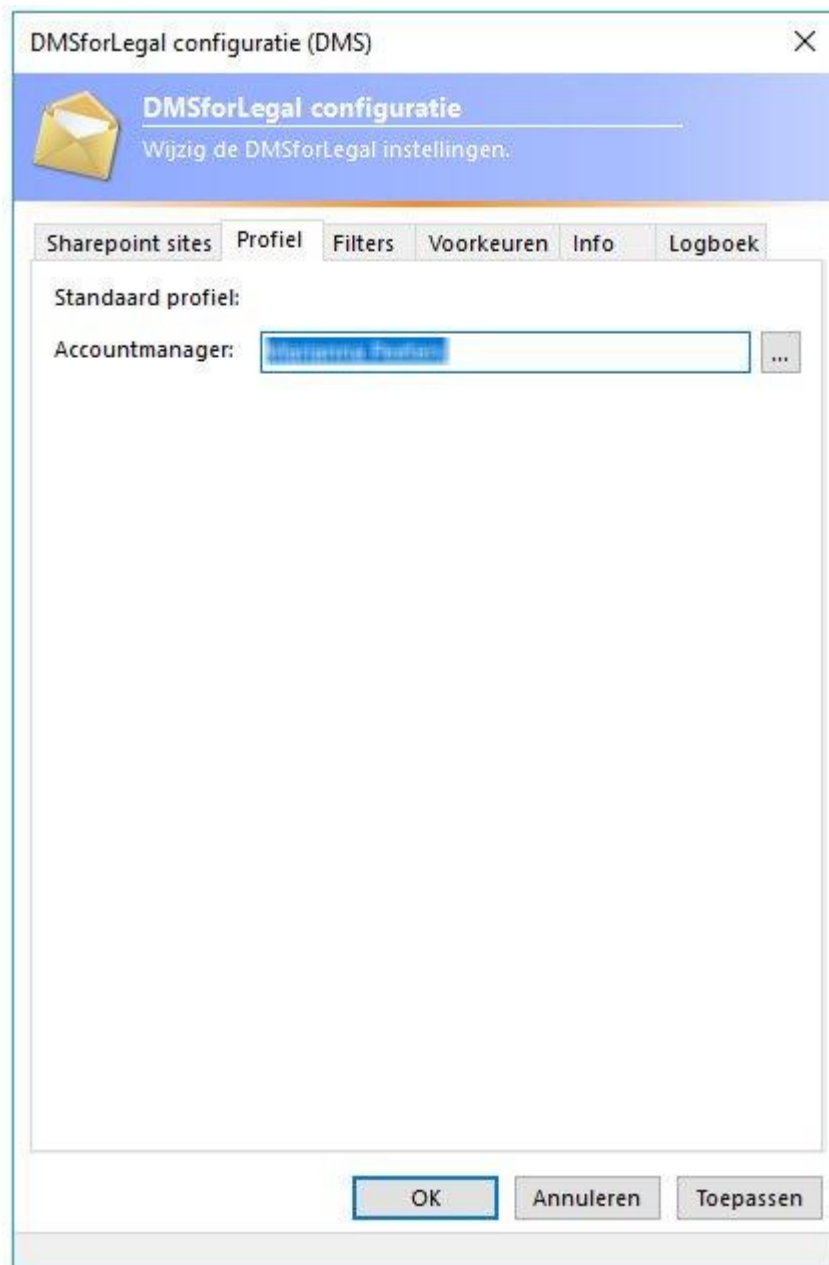 DMSforLegal configuratie (DMS)
DMSforLegal configuratie
Wijzig de DMSforLegal instellingen.
Sharepoint sites Profiel Filters Voorkeuren Info Logboek
Standaard profiel:
Accountmanager:
...
OK Annuleren Toepassen